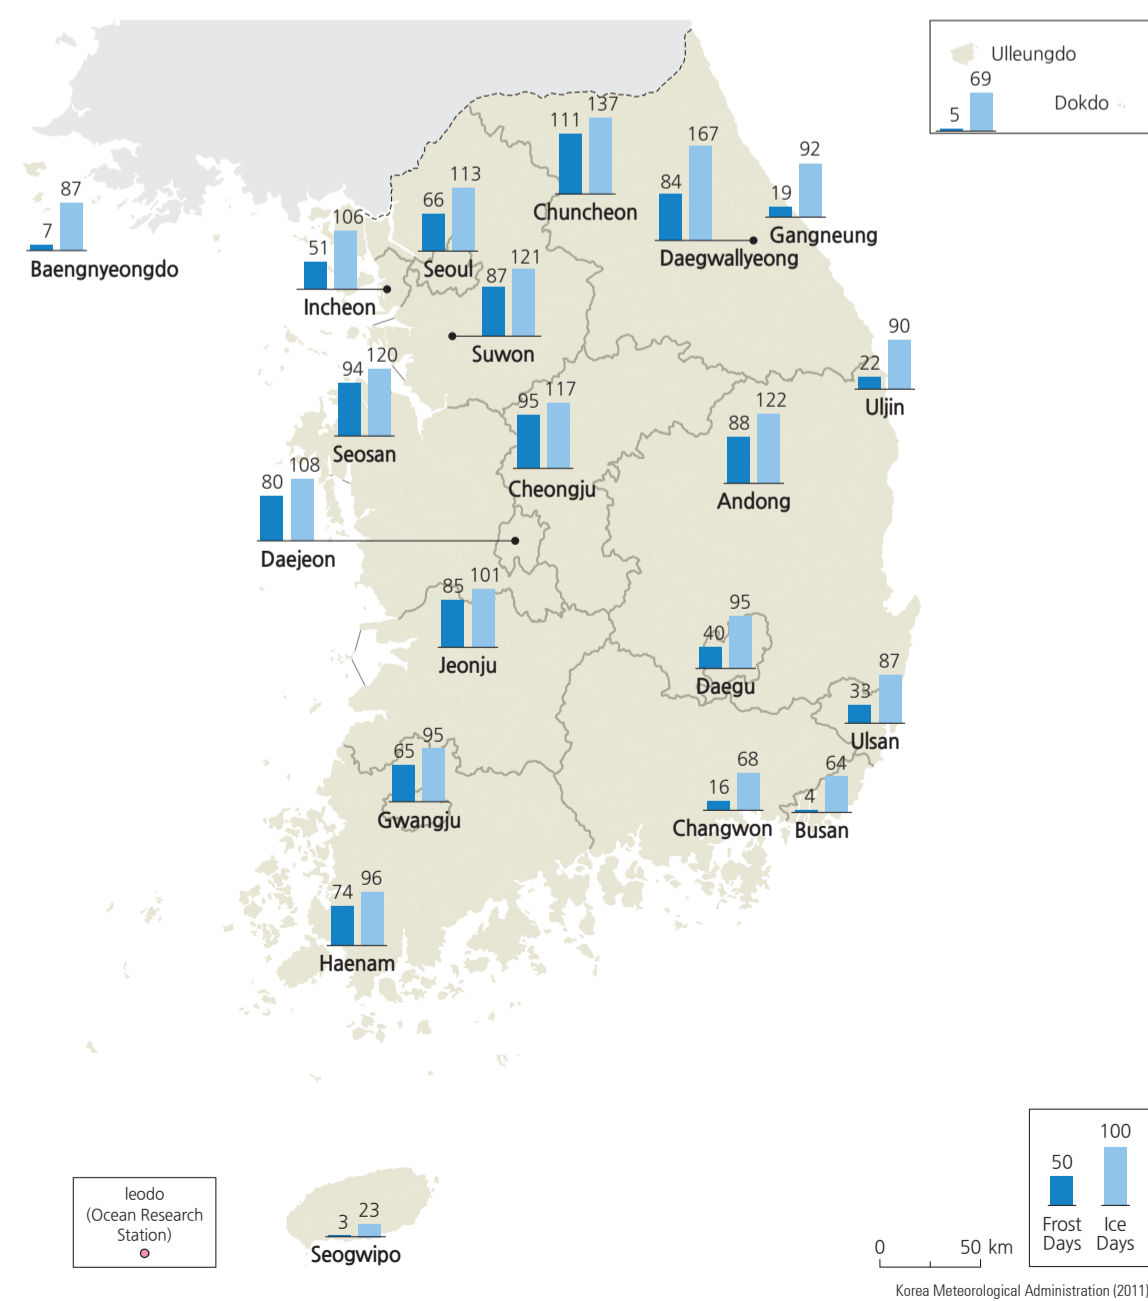 Ulleungdo
69
5
Dokdo
137
111
Chuncheon
167
84
Daegwallyeong
92
19
Gangneung
87
7
Baengnyeongdo
113
66
Seoul
106
51
Incheon
121
87
Suwon
90
22
Uljin
120
94
Seosan
117
95
Cheongju
122
88
Andong
108
80
Daejeon
101
85
Jeonju
95
40
Daegu
87
33
Ulsan
95
65
Gwangju
68
16
Changwon
64
4
Busan
96
74
Haenam
Ieodo
(Ocean Research
Station)
23
3
Seogwipo
100
50
Frost
Days
Ice
Days
0 50 km
Korea Meteorological Administration (2011)